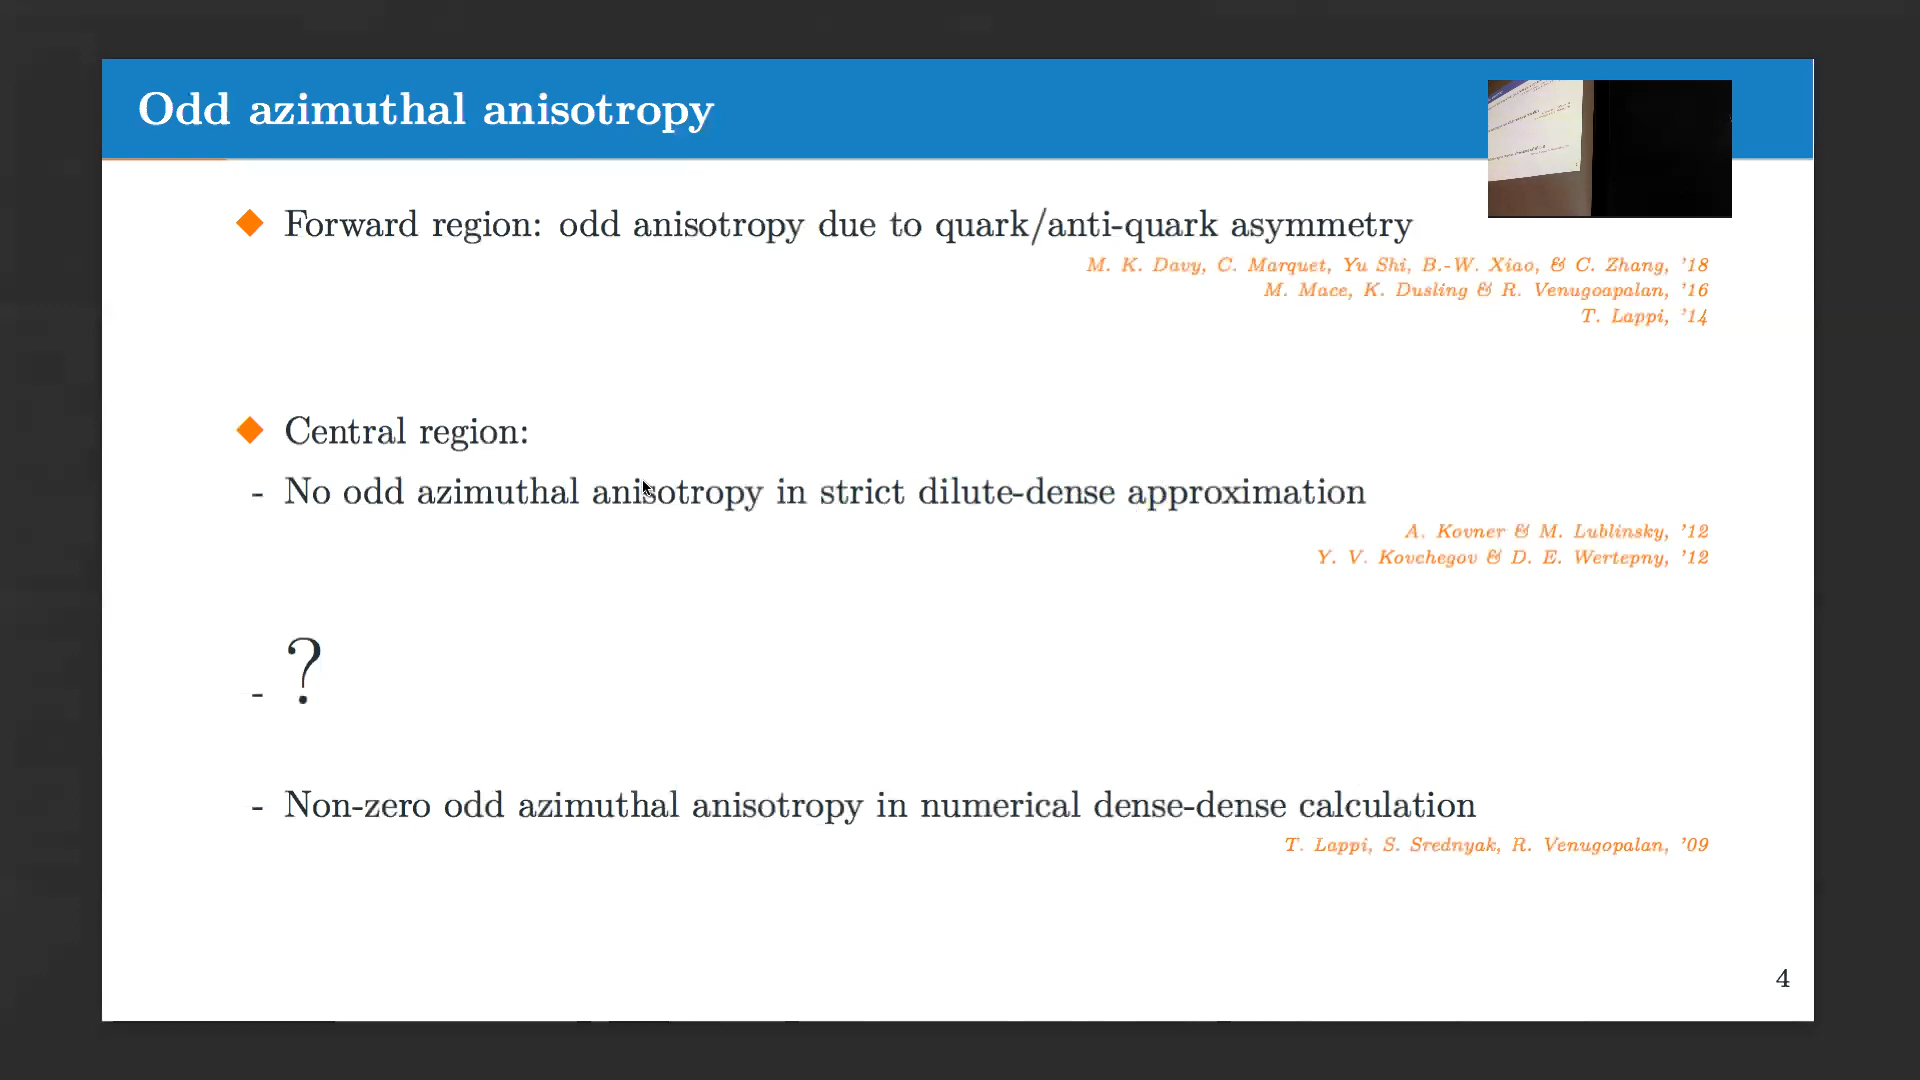 Odd azimuthal anisotropy
Forward region: odd anisotropy due to quark/anti-quark asymmetry
M. K. Davy, C. Marquet, Yu Shi, B.-W. Xiao, & C. Zhang, '18
M. Mace, K. Dusling & R. Venugoapalan, '16
T. Lappi, '14
Central region:
- No odd azimuthal anisotropy in strict dilute-dense approximation
A. Kovner & M. Lublinsky, '12
Y. V. Kovchegov & D. E. Wertepny, '12
- ?
- Non-zero odd azimuthal anisotropy in numerical dense-dense calculation
T. Lappi, S. Srednyak, R. Venugopalan, '09
4